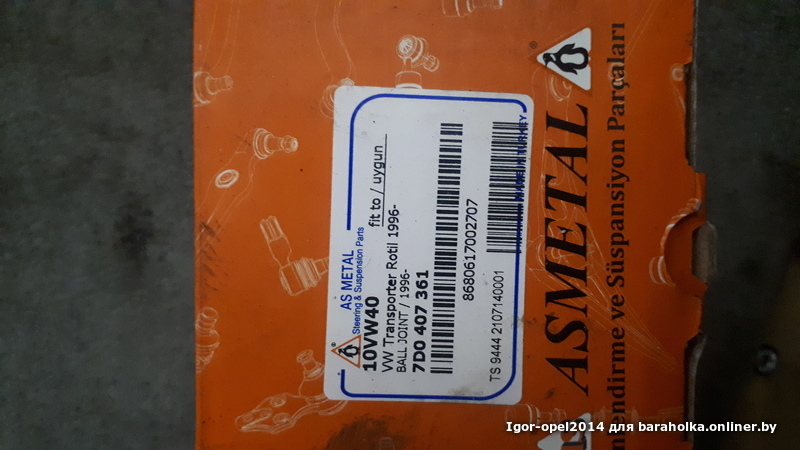 AS METAL
Steering & Suspension Parts
10VW40
fit to / uygun
VW Transporter Rotil 1996-
BALL JOINT / 1996-
7D0 407 361
8680617002707
TS 9444 2107140001
TURKEY
ASMETAL
ve Süspansiyon Parçaları
Igor-opel2014 для baraholka.onliner.by